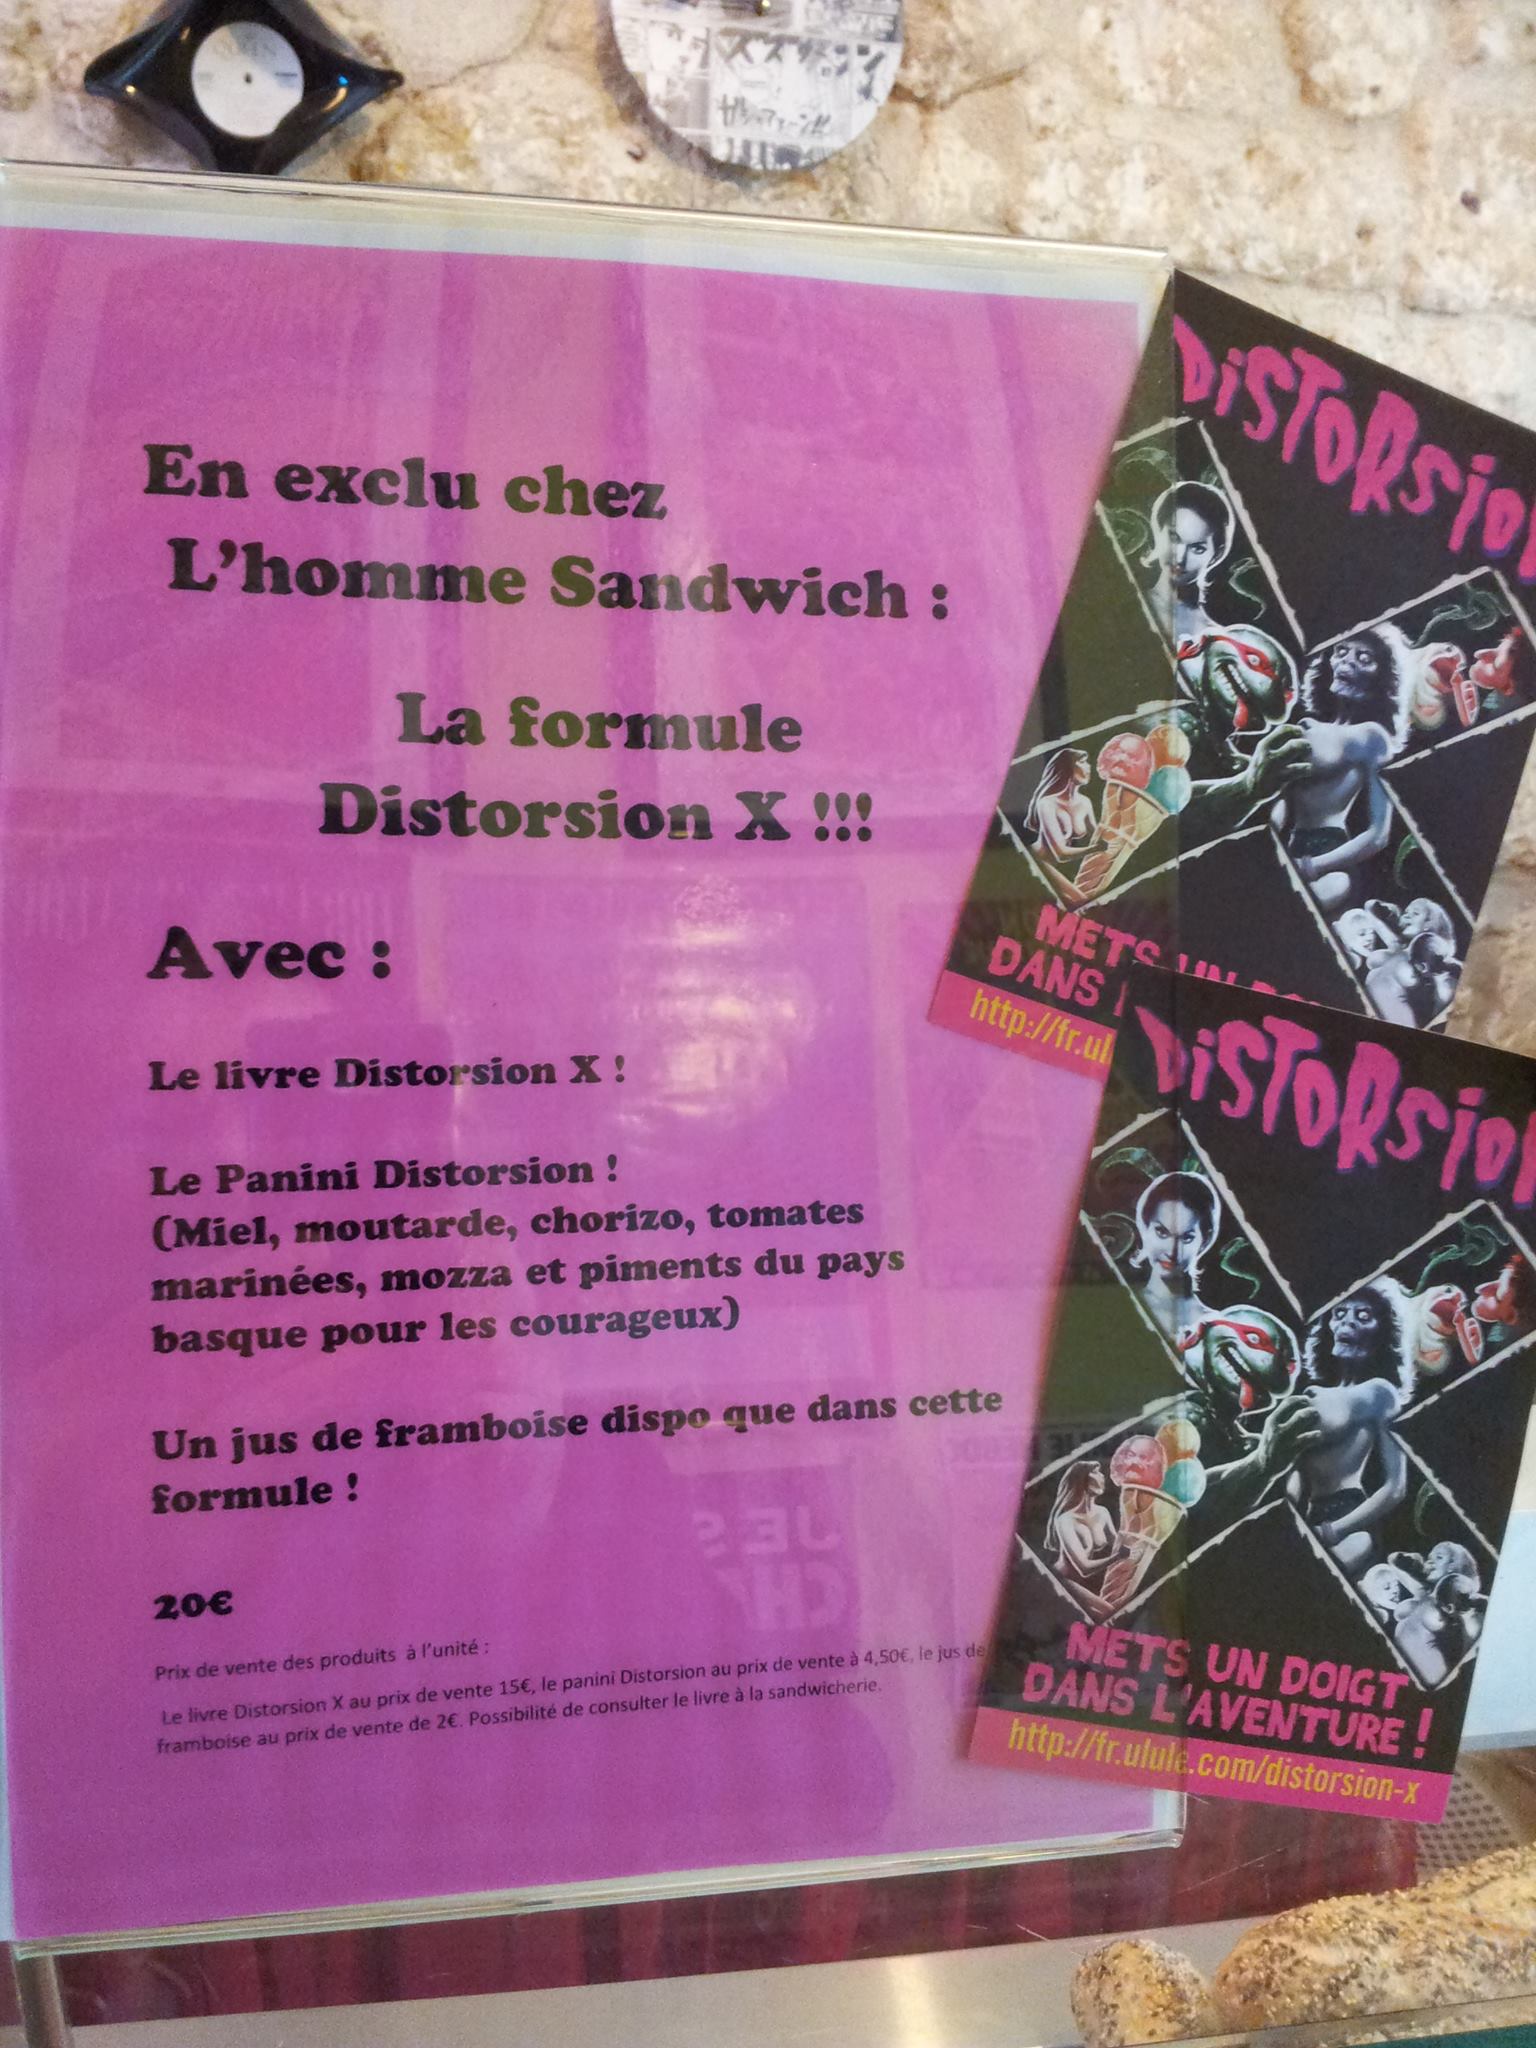 En exclu chez
L'homme Sandwich :
La formule
Distorsion X !!!
Avec :
Le livre Distorsion X !
Le Panini Distorsion !
(Miel, moutarde, chorizo, tomates
marinées, mozza et piments du pays
basque pour les courageux)
Un jus de framboise dispo que dans cette
formule !
20€
Prix de vente des produits à l'unité :
Le livre Distorsion X au prix de vente 15€, le panini Distorsion au prix de vente à 4,50€, le jus de
framboise au prix de vente de 2€. Possibilité de consulter le livre à la sandwicherie.
DiSTORSiO
METS UN
DANS
http://fr.ul
DiSTORSiO
METS UN DOIGT
DANS L'AVENTURE !
http://fr.ulule.com/distorsion-x